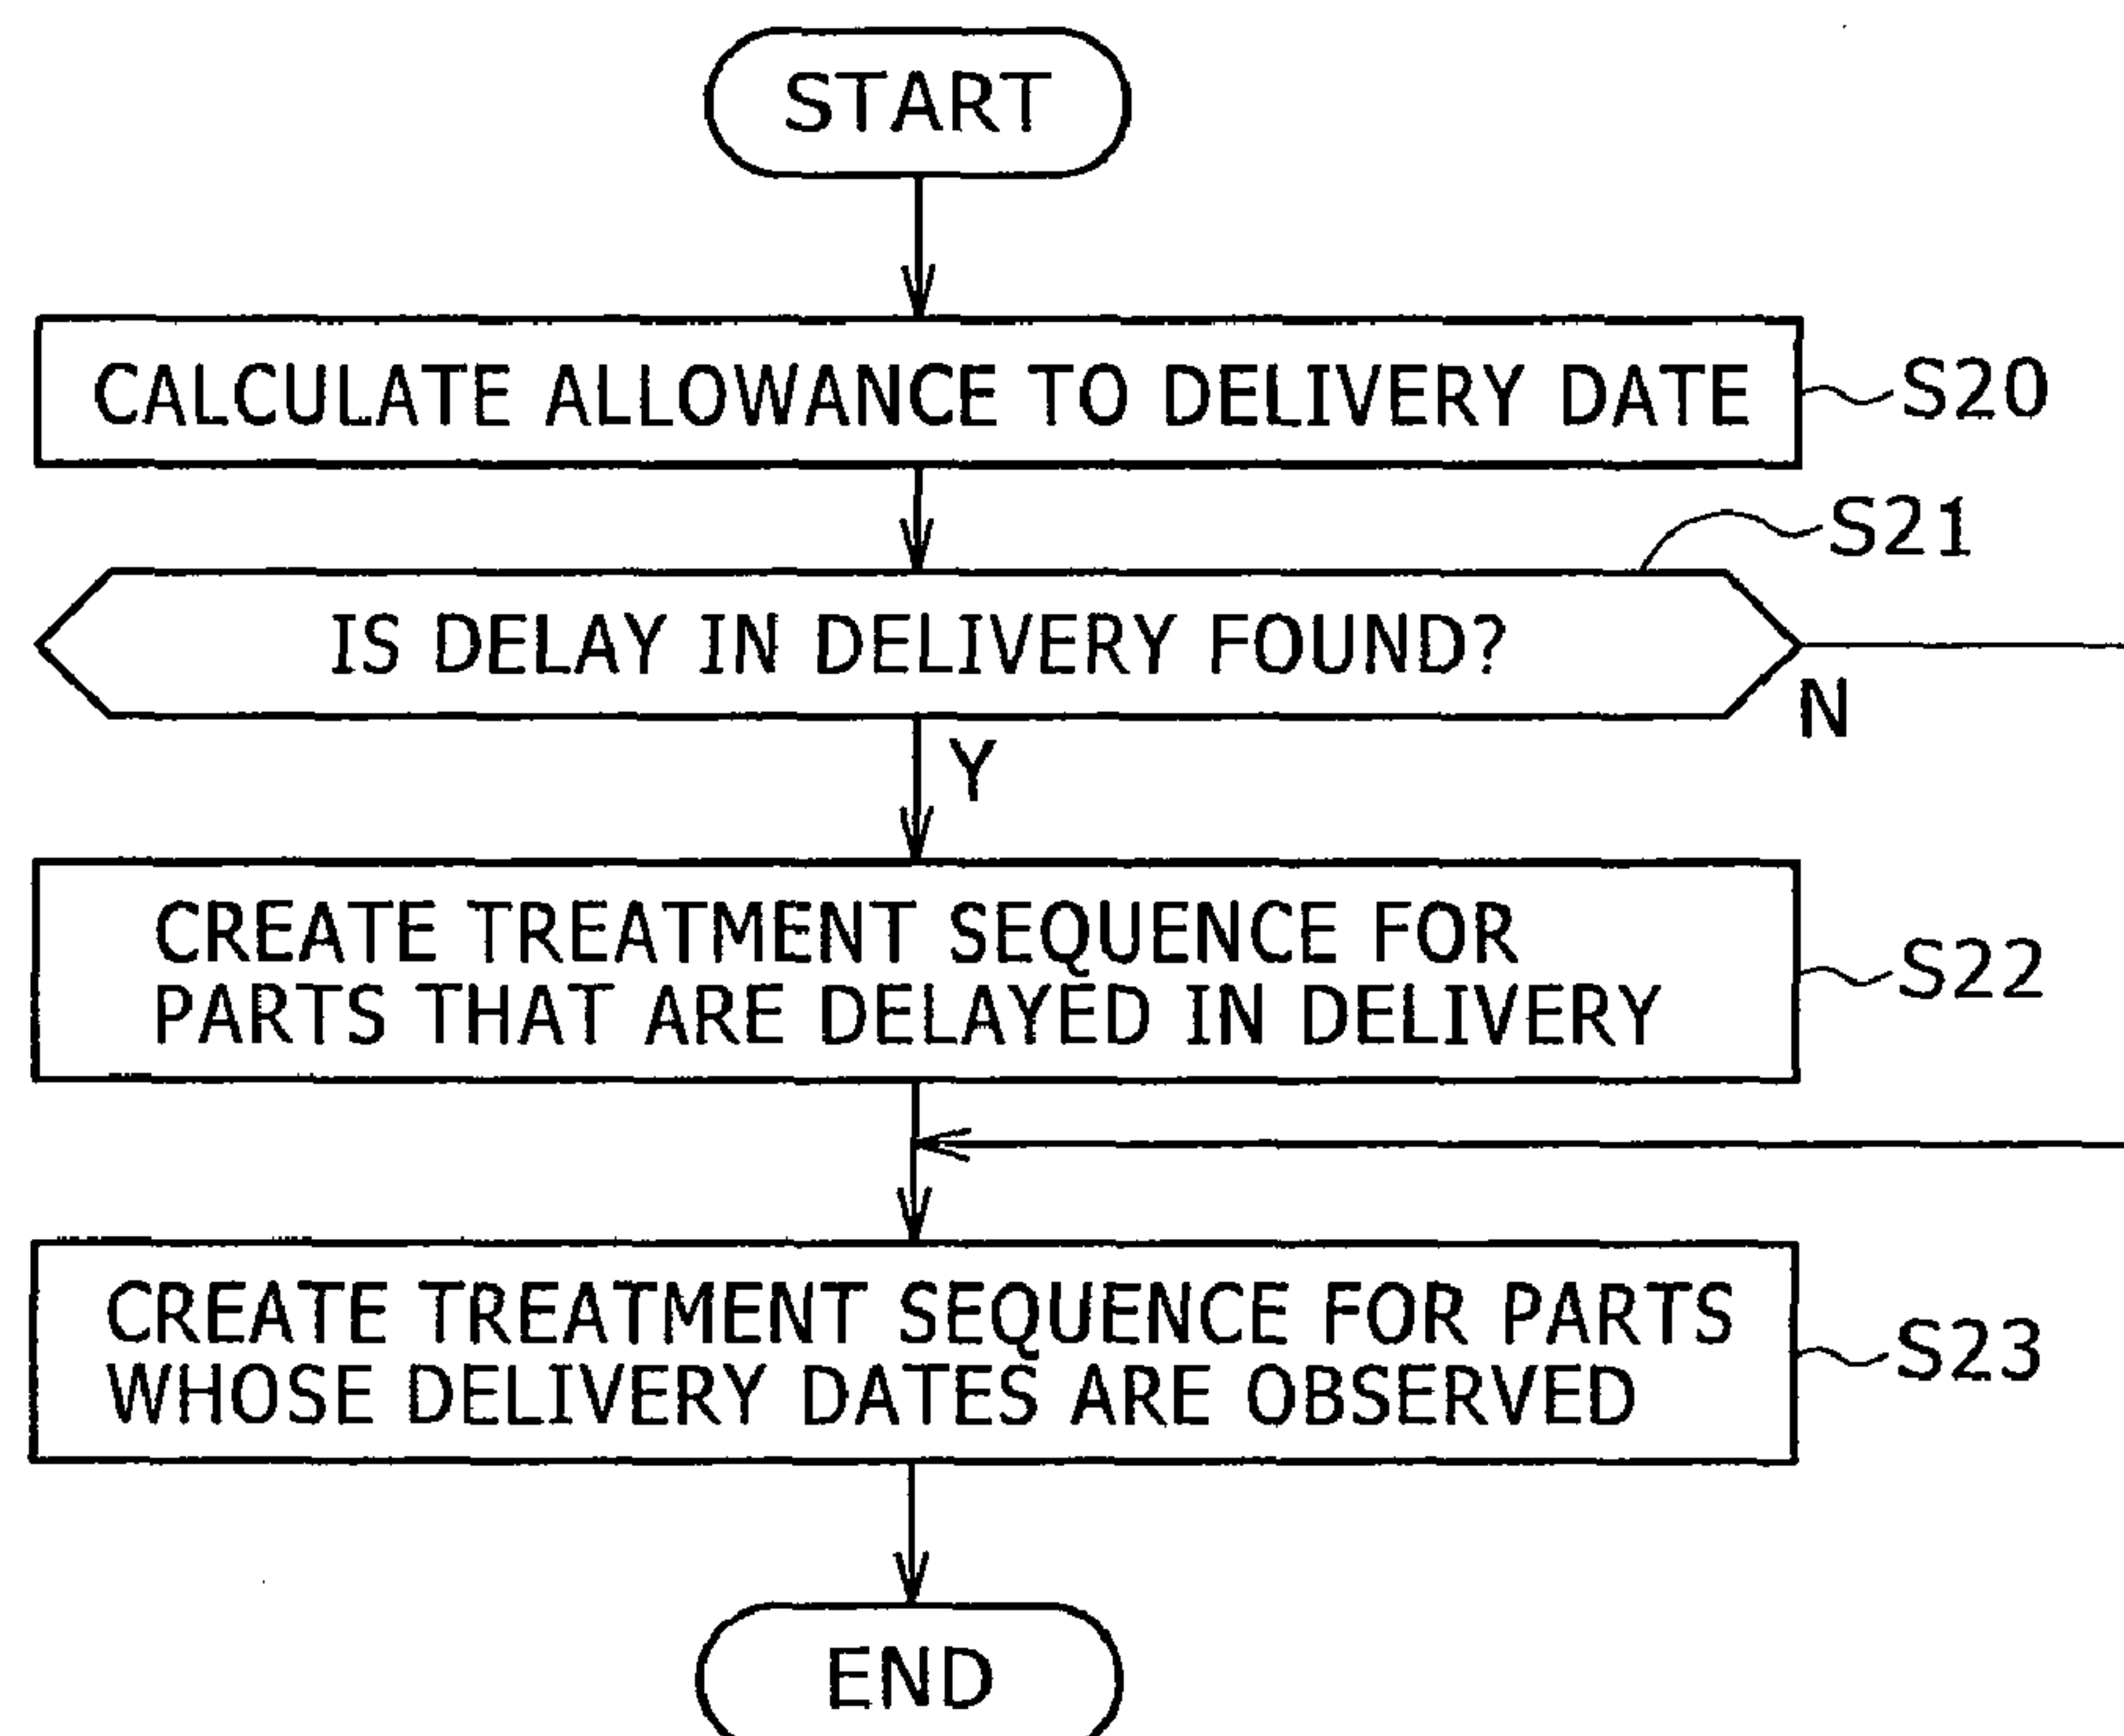 START
CALCULATE ALLOWANCE TO DELIVERY DATE
S20
S21
IS DELAY IN DELIVERY FOUND?
N
Y
CREATE TREATMENT SEQUENCE FOR
PARTS THAT ARE DELAYED IN DELIVERY
S22
CREATE TREATMENT SEQUENCE FOR PARTS
WHOSE DELIVERY DATES ARE OBSERVED
S23
END